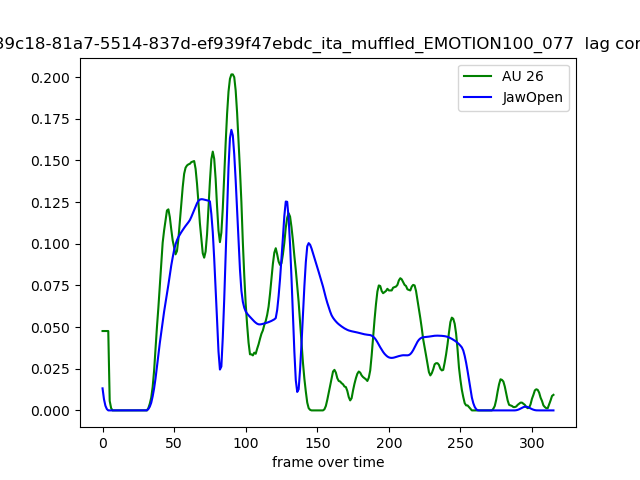 39c18-81a7-5514-837d-ef939f47ebdc_ita_muffled_EMOTION100_077 lag cor
AU 26
JawOpen
0.200
0.175
0.150
0.125
0.100
0.075
0.050
0.025
0.000
0 50 100 150 200 250 300
frame over time